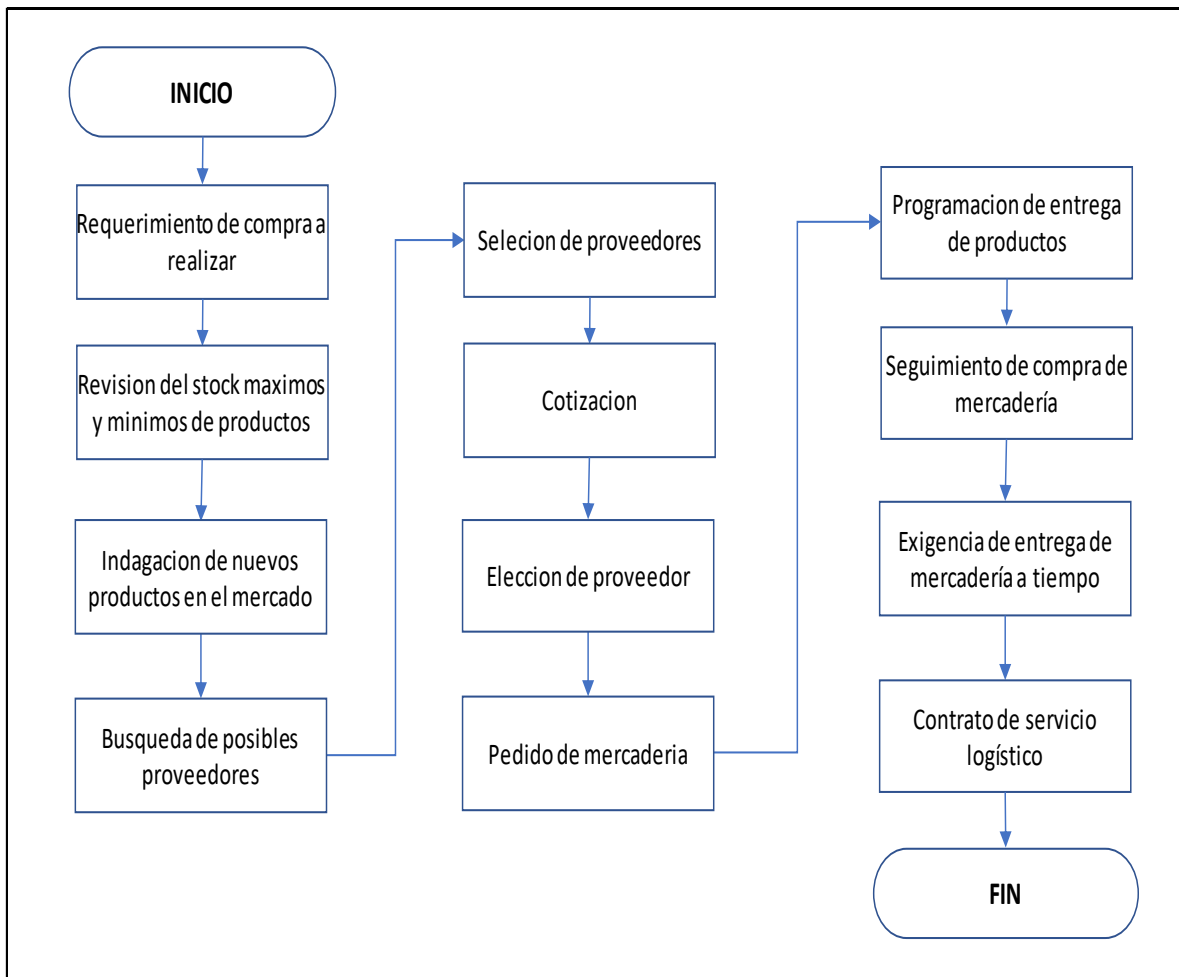 INICIO
Requerimiento de compra a
realizar
Revision del stock maximos
y minimos de productos
Indagacion de nuevos
productos en el mercado
Busqueda de posibles
proveedores
Selecion de proveedores
Cotizacion
Eleccion de proveedor
Pedido de mercaderia
Programacion de entrega
de productos
Seguimiento de compra de
mercadería
Exigencia de entrega de
mercadería a tiempo
Contrato de servicio
logístico
FIN